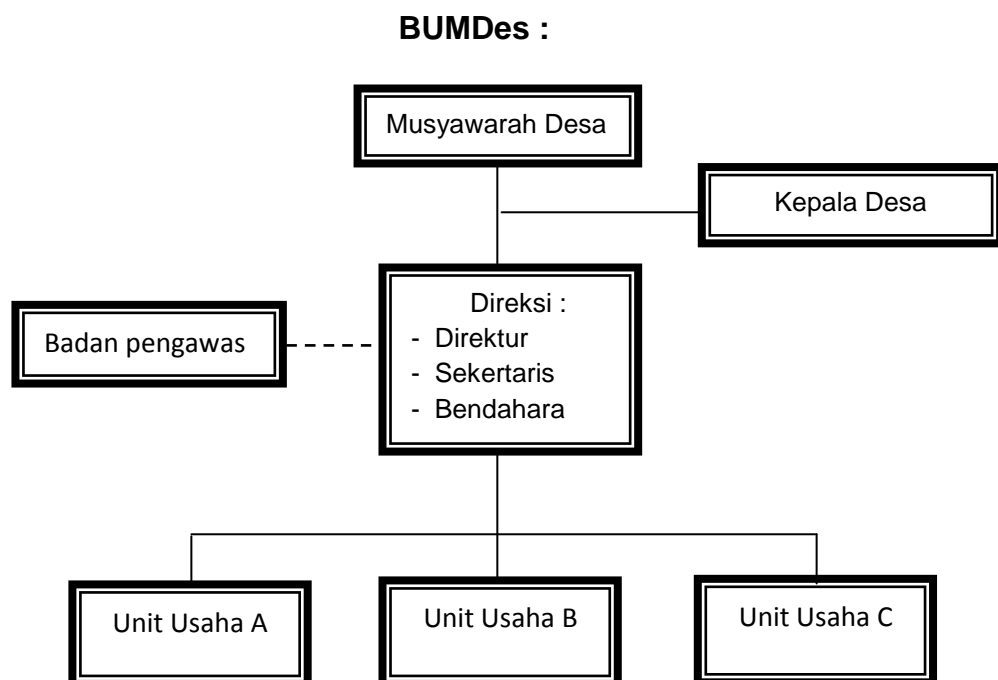 BUMDes :
Musyawarah Desa
Kepala Desa
Direksi :
- Direktur
- Sekertaris
- Bendahara
Badan pengawas
Unit Usaha A
Unit Usaha B
Unit Usaha C